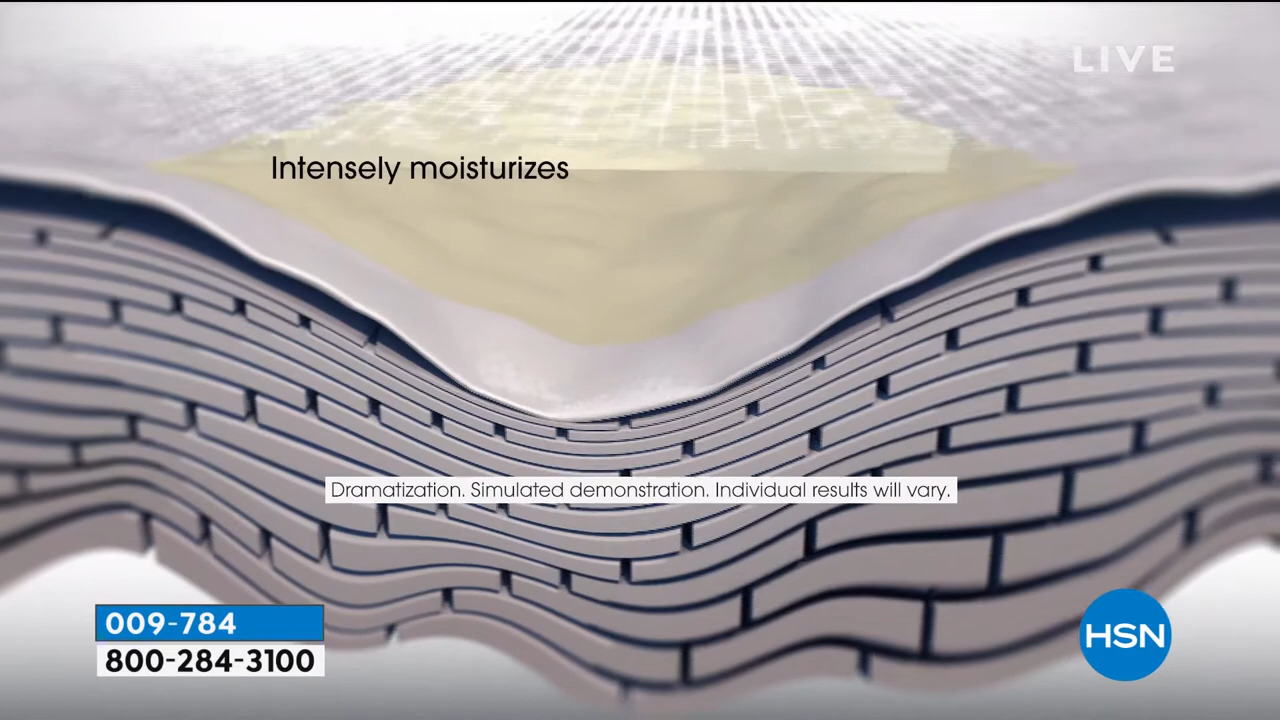 LIVE
Intensely moisturizes
Dramatization. Simulated demonstration. Individual results will vary.
009-784
800-284-3100
HSN